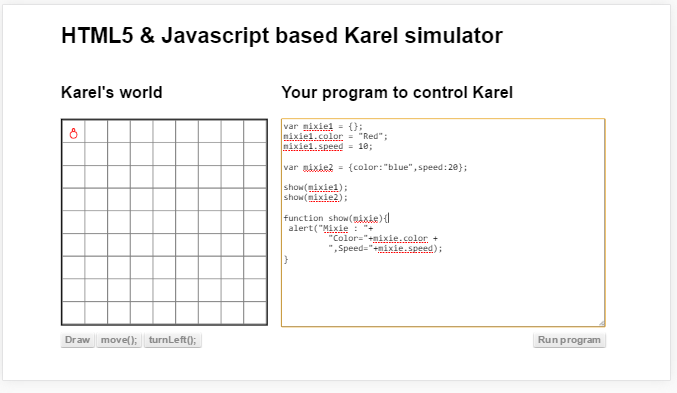 HTML5 & Javascript based Karel simulator
Karel's world
Your program to control Karel
var mixie1 = {};
mixie1.color = "Red";
mixie1.speed = 10;
var mixie2 = {color:"blue",speed:20};
show(mixie1);
show(mixie2);
function show(mixie){
alert("Mixie : "+
"Color="+mixie.color +
",Speed="+mixie.speed);
}
Draw move(); turnLeft();
Run program